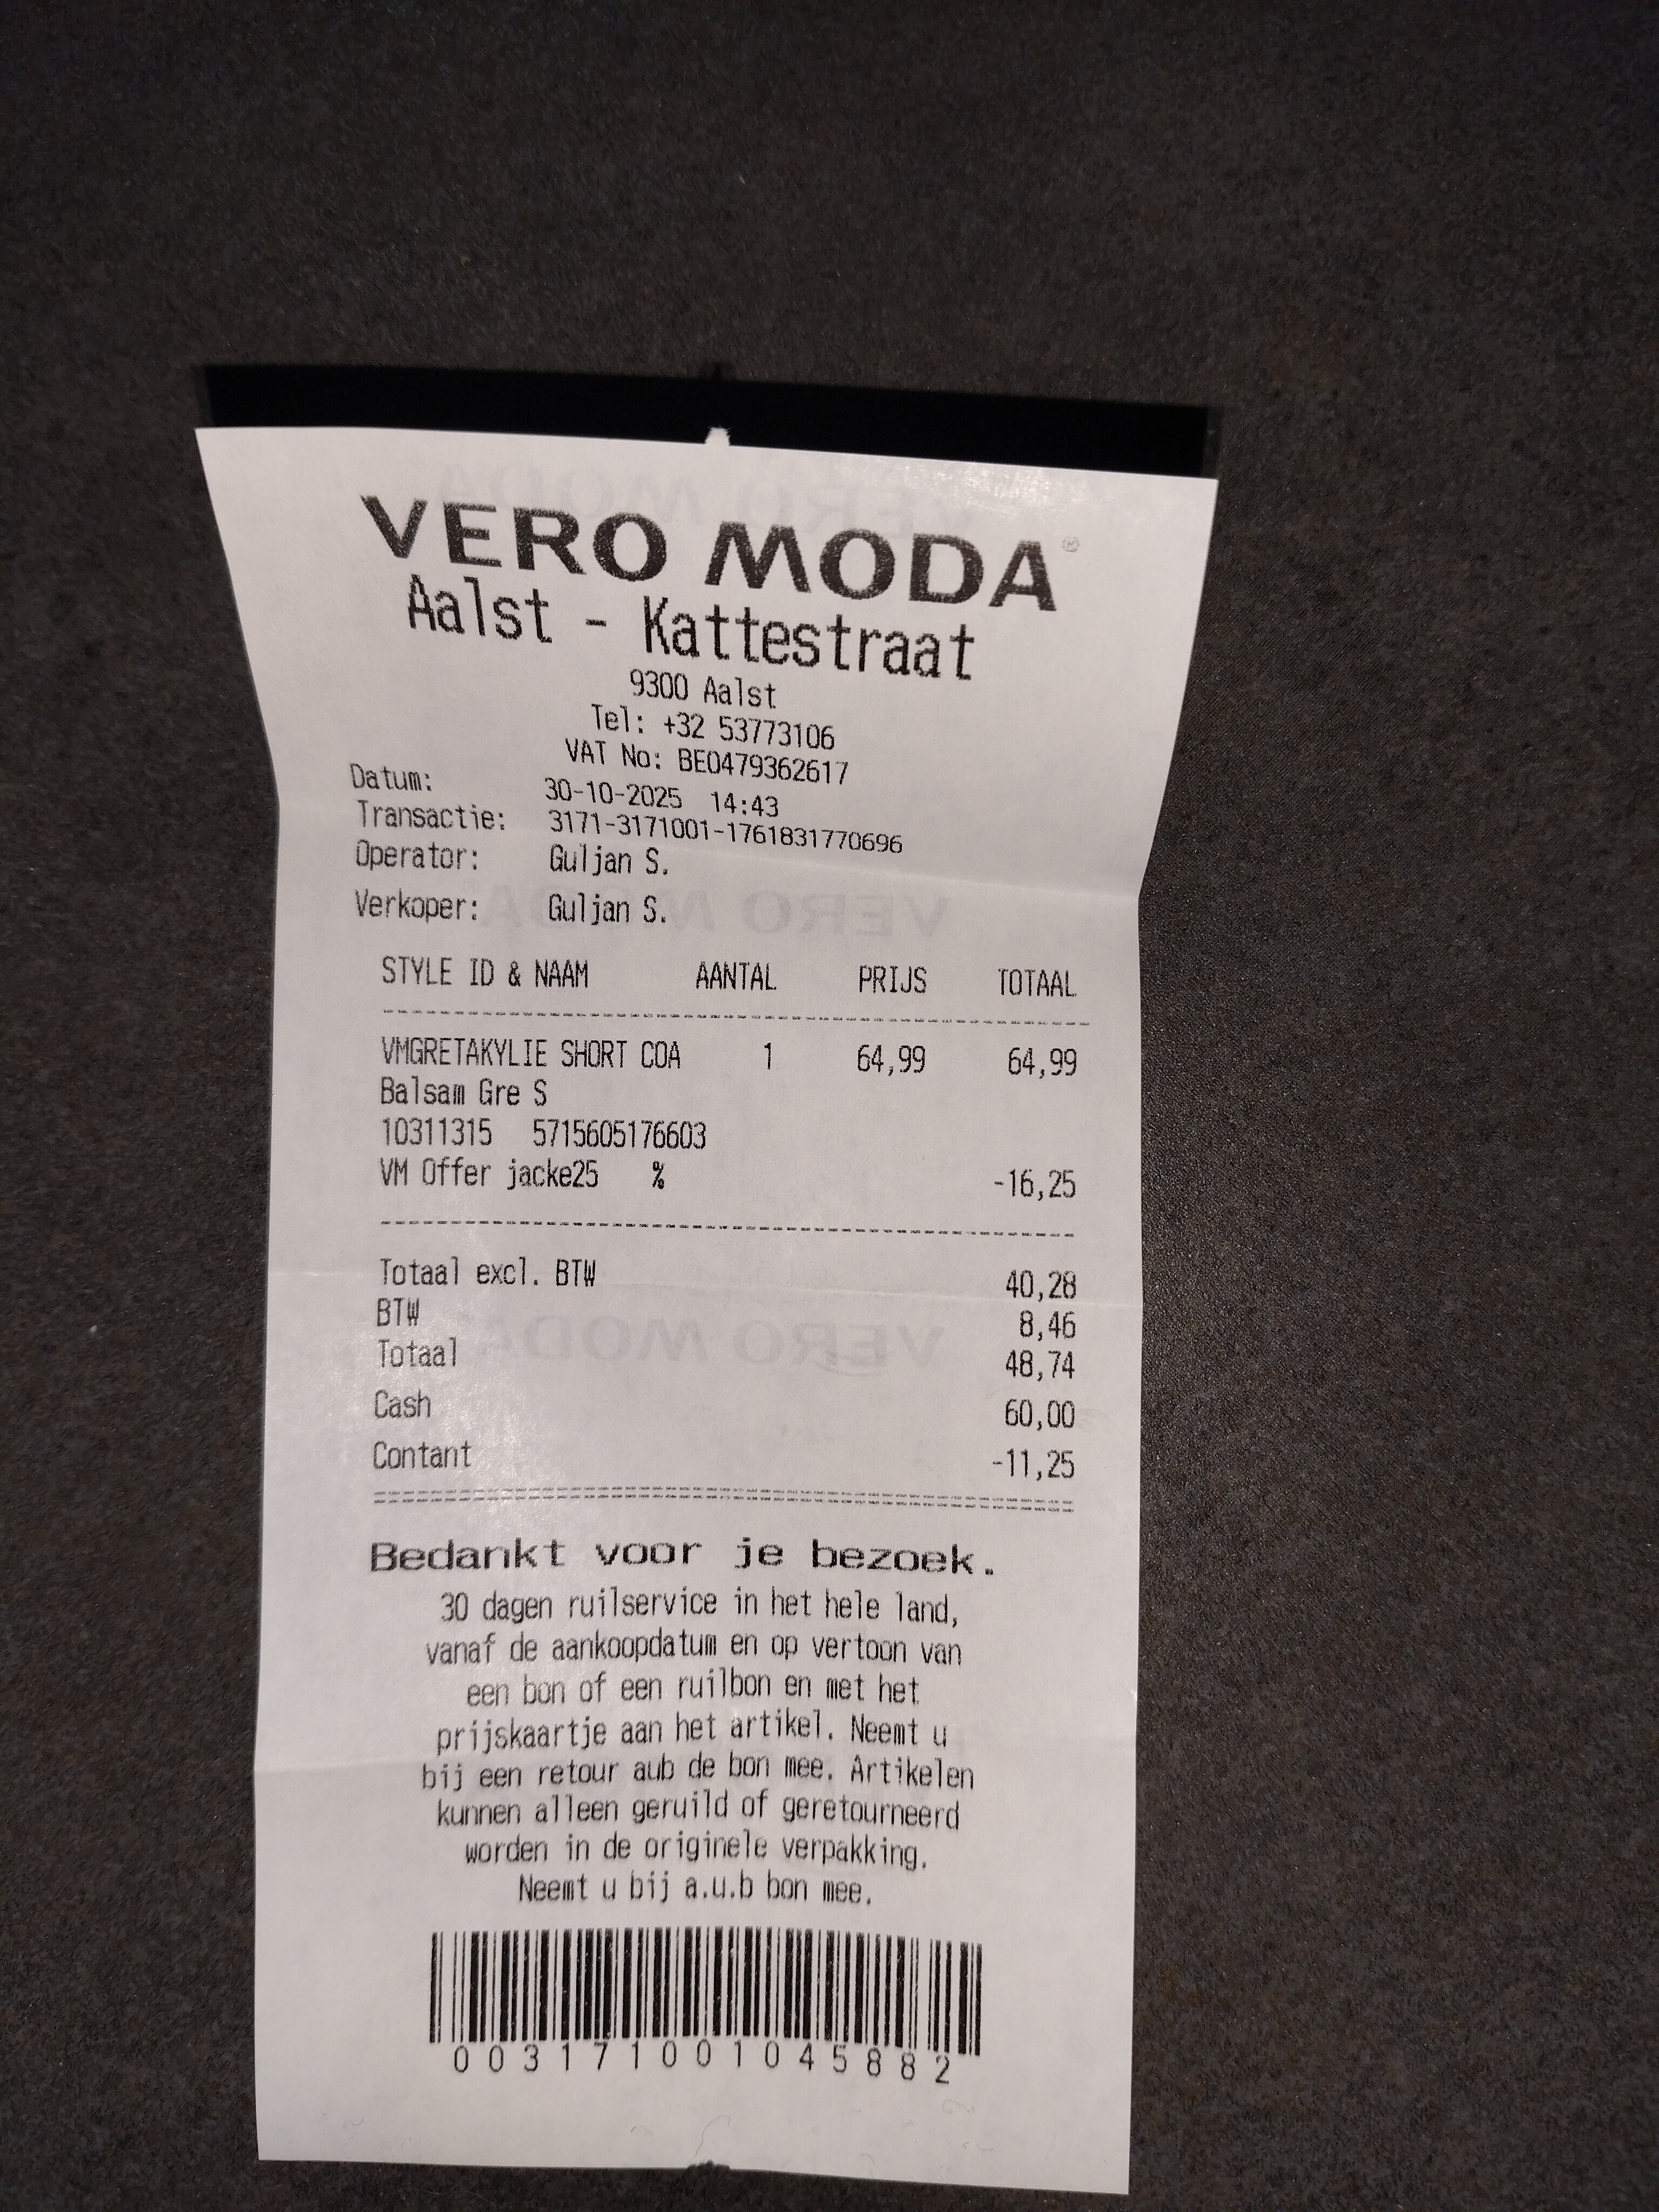 VERO MODA®
Aalst - Kattestraat
9300 Aalst
Tel: +32 53773106
VAT No: BE0479362617
Datum: 30-10-2025 14:43
Transactie: 3171-3171001-1761831770696
Operator: Guljan S.
Verkoper: Guljan S.
STYLE ID & NAAM AANTAL PRIJS TOTAAL
VMGRETAKYLIE SHORT COA 1 64,99 64,99
Balsam Gre S
10311315 5715605176603
VM Offer jacke25 % -16,25
Totaal excl. BTW 40,28
BTW 8,46
Totaal 48,74
Cash 60,00
Contant -11,25
Bedankt voor je bezoek.
30 dagen ruilservice in het hele land,
vanaf de aankoopdatum en op vertoon van
een bon of een ruilbon en met het
prijskaartje aan het artikel. Neemt u
bij een retour aub de bon mee. Artikelen
kunnen alleen geruild of geretourneerd
worden in de originele verpakking.
Neemt u bij a.u.b bon mee.
003171001045882